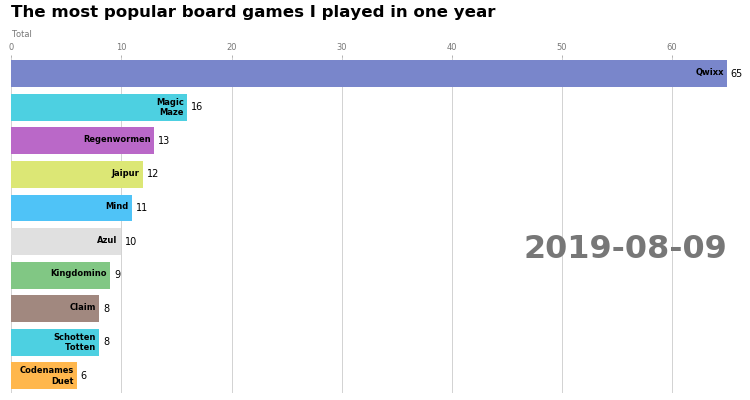 The most popular board games I played in one year
Total
0 10 20 30 40 50 60
Qwixx 65
Magic
Maze 16
Regenwormen 13
Jaipur 12
Mind 11
Azul 10
2019-08-09
Kingdomino 9
Claim 8
Schotten
Totten 8
Codenames
Duet 6